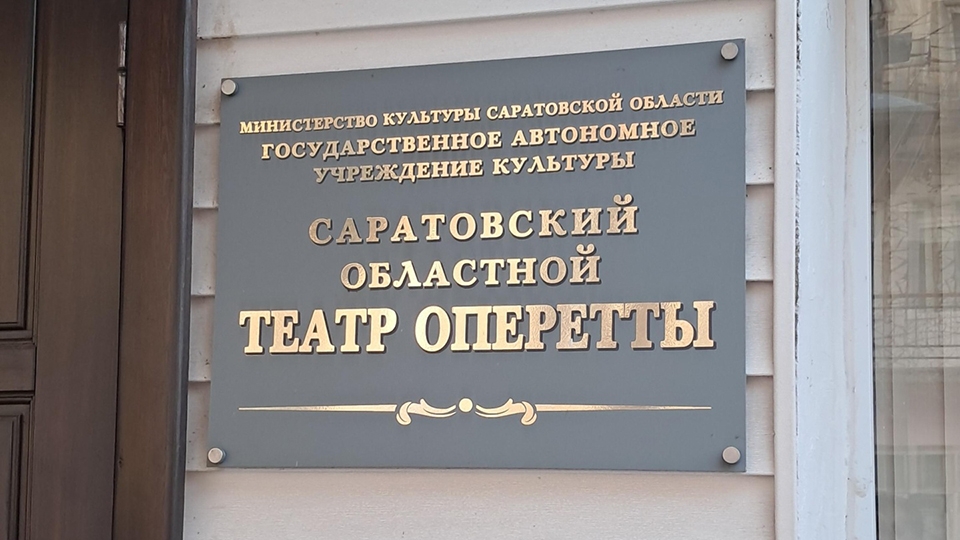 МИНИСТЕРСТВО КУЛЬТУРЫ САРАТОВСКОЙ ОБЛАСТИ
ГОСУДАРСТВЕННОЕ АВТОНОМНОЕ
УЧРЕЖДЕНИЕ КУЛЬТУРЫ
САРАТОВСКИЙ
ОБЛАСТНОЙ
ТЕАТР ОПЕРЕТТЫ